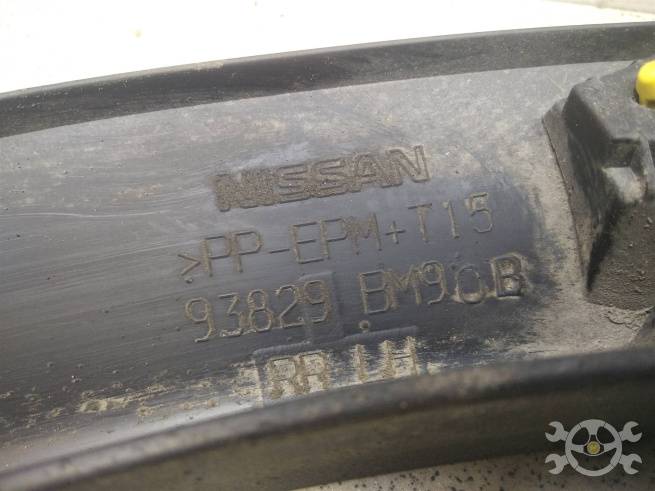 NISSAN
>PP-EPM+T15
93829 BM90B
RR LH